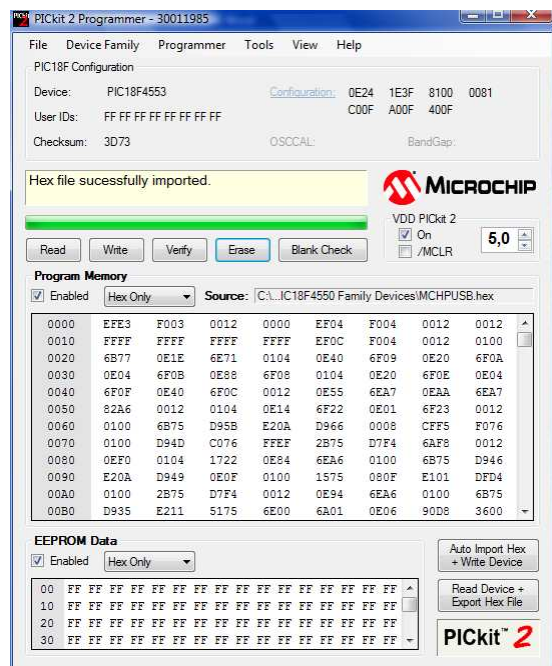 PICkit 2 Programmer - 30011985
File Device Family Programmer Tools View Help
PIC18F Configuration
Device: PIC18F4553 Configuration: 0E24 1E3F 8100 0081
C00F A00F 400F
User IDs: FF FF FF FF FF FF FF FF
Checksum: 3D73 OSCCAL: BandGap:
Hex file sucessfully imported.
MICROCHIP
VDD PICkit 2
On
/MCLR
5,0
Read Write Verify Erase Blank Check
Program Memory
Enabled Hex Only Source: C:\...IC18F4550 Family Devices\MCHPUSB.hex
0000 EFE3 F003 0012 0000 EF04 F004 0012 0012
0010 FFFF FFFF FFFF FFFF EF0C F004 0012 0100
0020 6B77 0E1E 6E71 0104 0E40 6F09 0E20 6F0A
0030 0E04 6F0B 0E88 6F08 0104 0E20 6F0E 0E04
0040 6F0F 0E40 6F0C 0012 0E55 6EA7 0EAA 6EA7
0050 82A6 0012 0104 0E14 6F22 0E01 6F23 0012
0060 0100 6B75 D95B E20A D966 0008 CFF5 F076
0070 0100 D94D C076 FFEF 2B75 D7F4 6AF8 0012
0080 0EF0 0104 1722 0E84 6EA6 0100 6B75 D946
0090 E20A D949 0E0F 0100 1575 080F E101 DFD4
00A0 0100 2B75 D7F4 0012 0E94 6EA6 0100 6B75
00B0 D935 E211 5175 6E00 6A01 0E06 90D8 3600
EEPROM Data
Enabled Hex Only
00 FF FF FF FF FF FF FF FF FF FF FF FF FF FF FF FF
10 FF FF FF FF FF FF FF FF FF FF FF FF FF FF FF FF
20 FF FF FF FF FF FF FF FF FF FF FF FF FF FF FF FF
30 FF FF FF FF FF FF FF FF FF FF FF FF FF FF FF FF
Auto Import Hex
+ Write Device
Read Device +
Export Hex File
PICkit™ 2